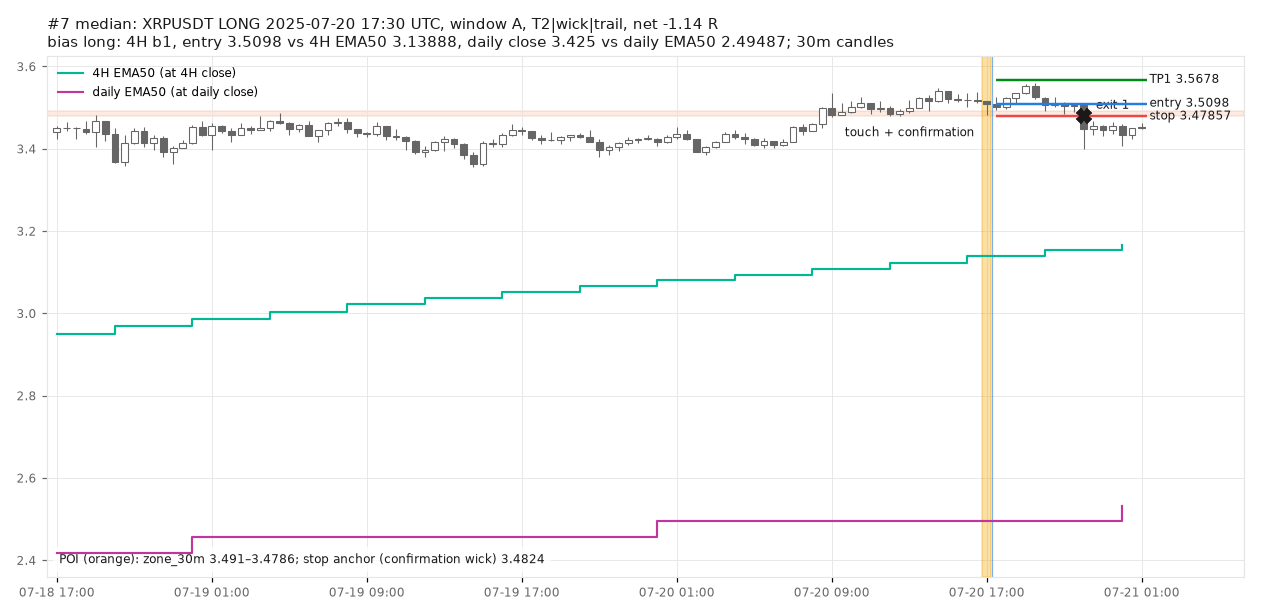 #7 median: XRPUSDT LONG 2025-07-20 17:30 UTC, window A, T2|wick|trail, net -1.14 R
bias long: 4H b1, entry 3.5098 vs 4H EMA50 3.13888, daily close 3.425 vs daily EMA50 2.49487; 30m candles
4H EMA50 (at 4H close)
daily EMA50 (at daily close)
3.6
3.4
3.2
3.0
2.8
2.6
2.4
TP1 3.5678
entry 3.5098
exit 1
stop 3.47857
touch + confirmation
POI (orange): zone_30m 3.491–3.4786; stop anchor (confirmation wick) 3.4824
07-18 17:00
07-19 01:00
07-19 09:00
07-19 17:00
07-20 01:00
07-20 09:00
07-20 17:00
07-21 01:00